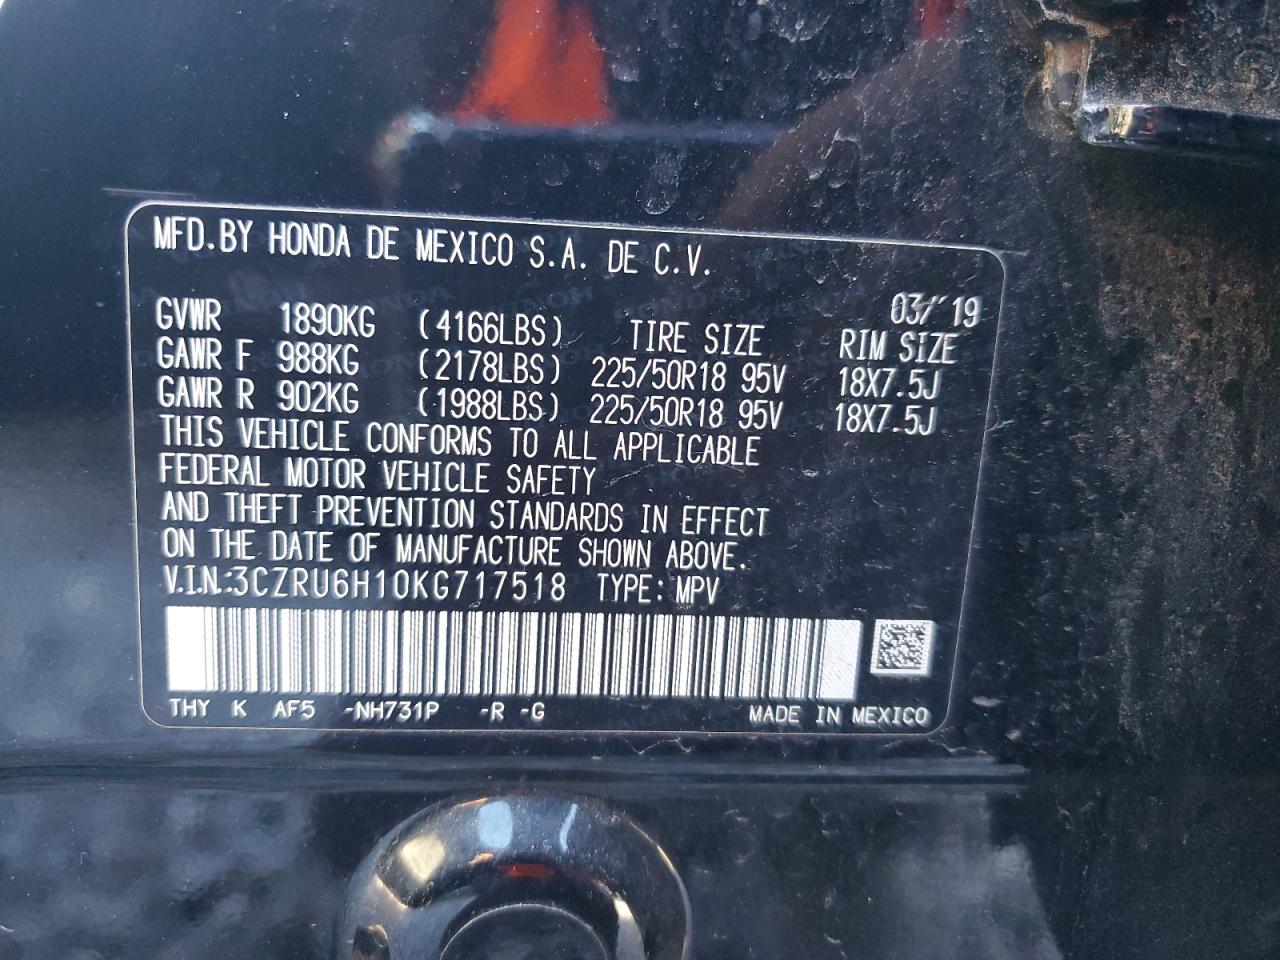 MFD.BY HONDA DE MEXICO S.A. DE C.V.
03/"19
GVWR 1890KG (4166LBS) TIRE SIZE RIM SIZE
GAWR F 988KG (2178LBS) 225/50R18 95V 18X7.5J
GAWR R 902KG (1988LBS) 225/50R18 95V 18X7.5J
THIS VEHICLE CONFORMS TO ALL APPLICABLE
FEDERAL MOTOR VEHICLE SAFETY
AND THEFT PREVENTION STANDARDS IN EFFECT
ON THE DATE OF MANUFACTURE SHOWN ABOVE.
V.I.N.:3CZRU6H10KG717518 TYPE: MPV
THY K AF5 -NH731P -R -G MADE IN MEXICO